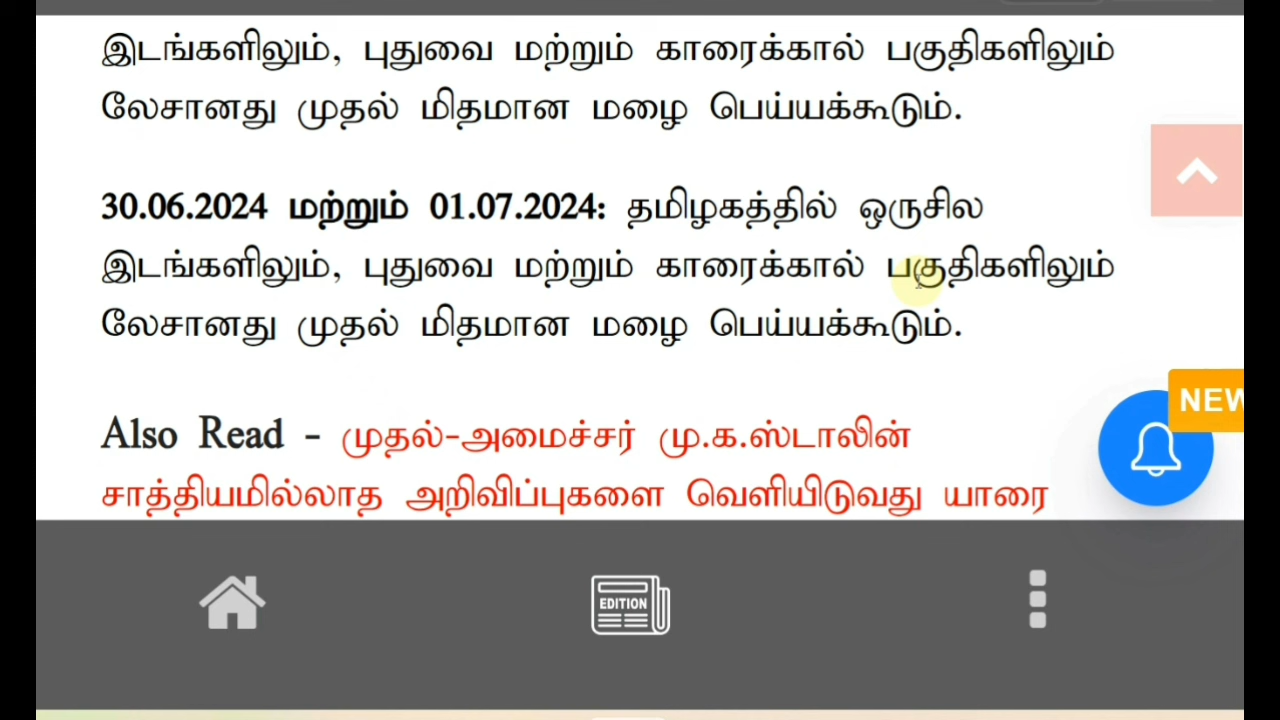 இடங்களிலும், புதுவை மற்றும் காரைக்கால் பகுதிகளிலும்
லேசானது முதல் மிதமான மழை பெய்யக்கூடும்.
30.06.2024 மற்றும் 01.07.2024: தமிழகத்தில் ஒருசில
இடங்களிலும், புதுவை மற்றும் காரைக்கால் பகுதிகளிலும்
லேசானது முதல் மிதமான மழை பெய்யக்கூடும்.
NEW
Also Read - முதல்-அமைச்சர் மு.க.ஸ்டாலின்
சாத்தியமில்லாத அறிவிப்புகளை வெளியிடுவது யாரை
EDITION